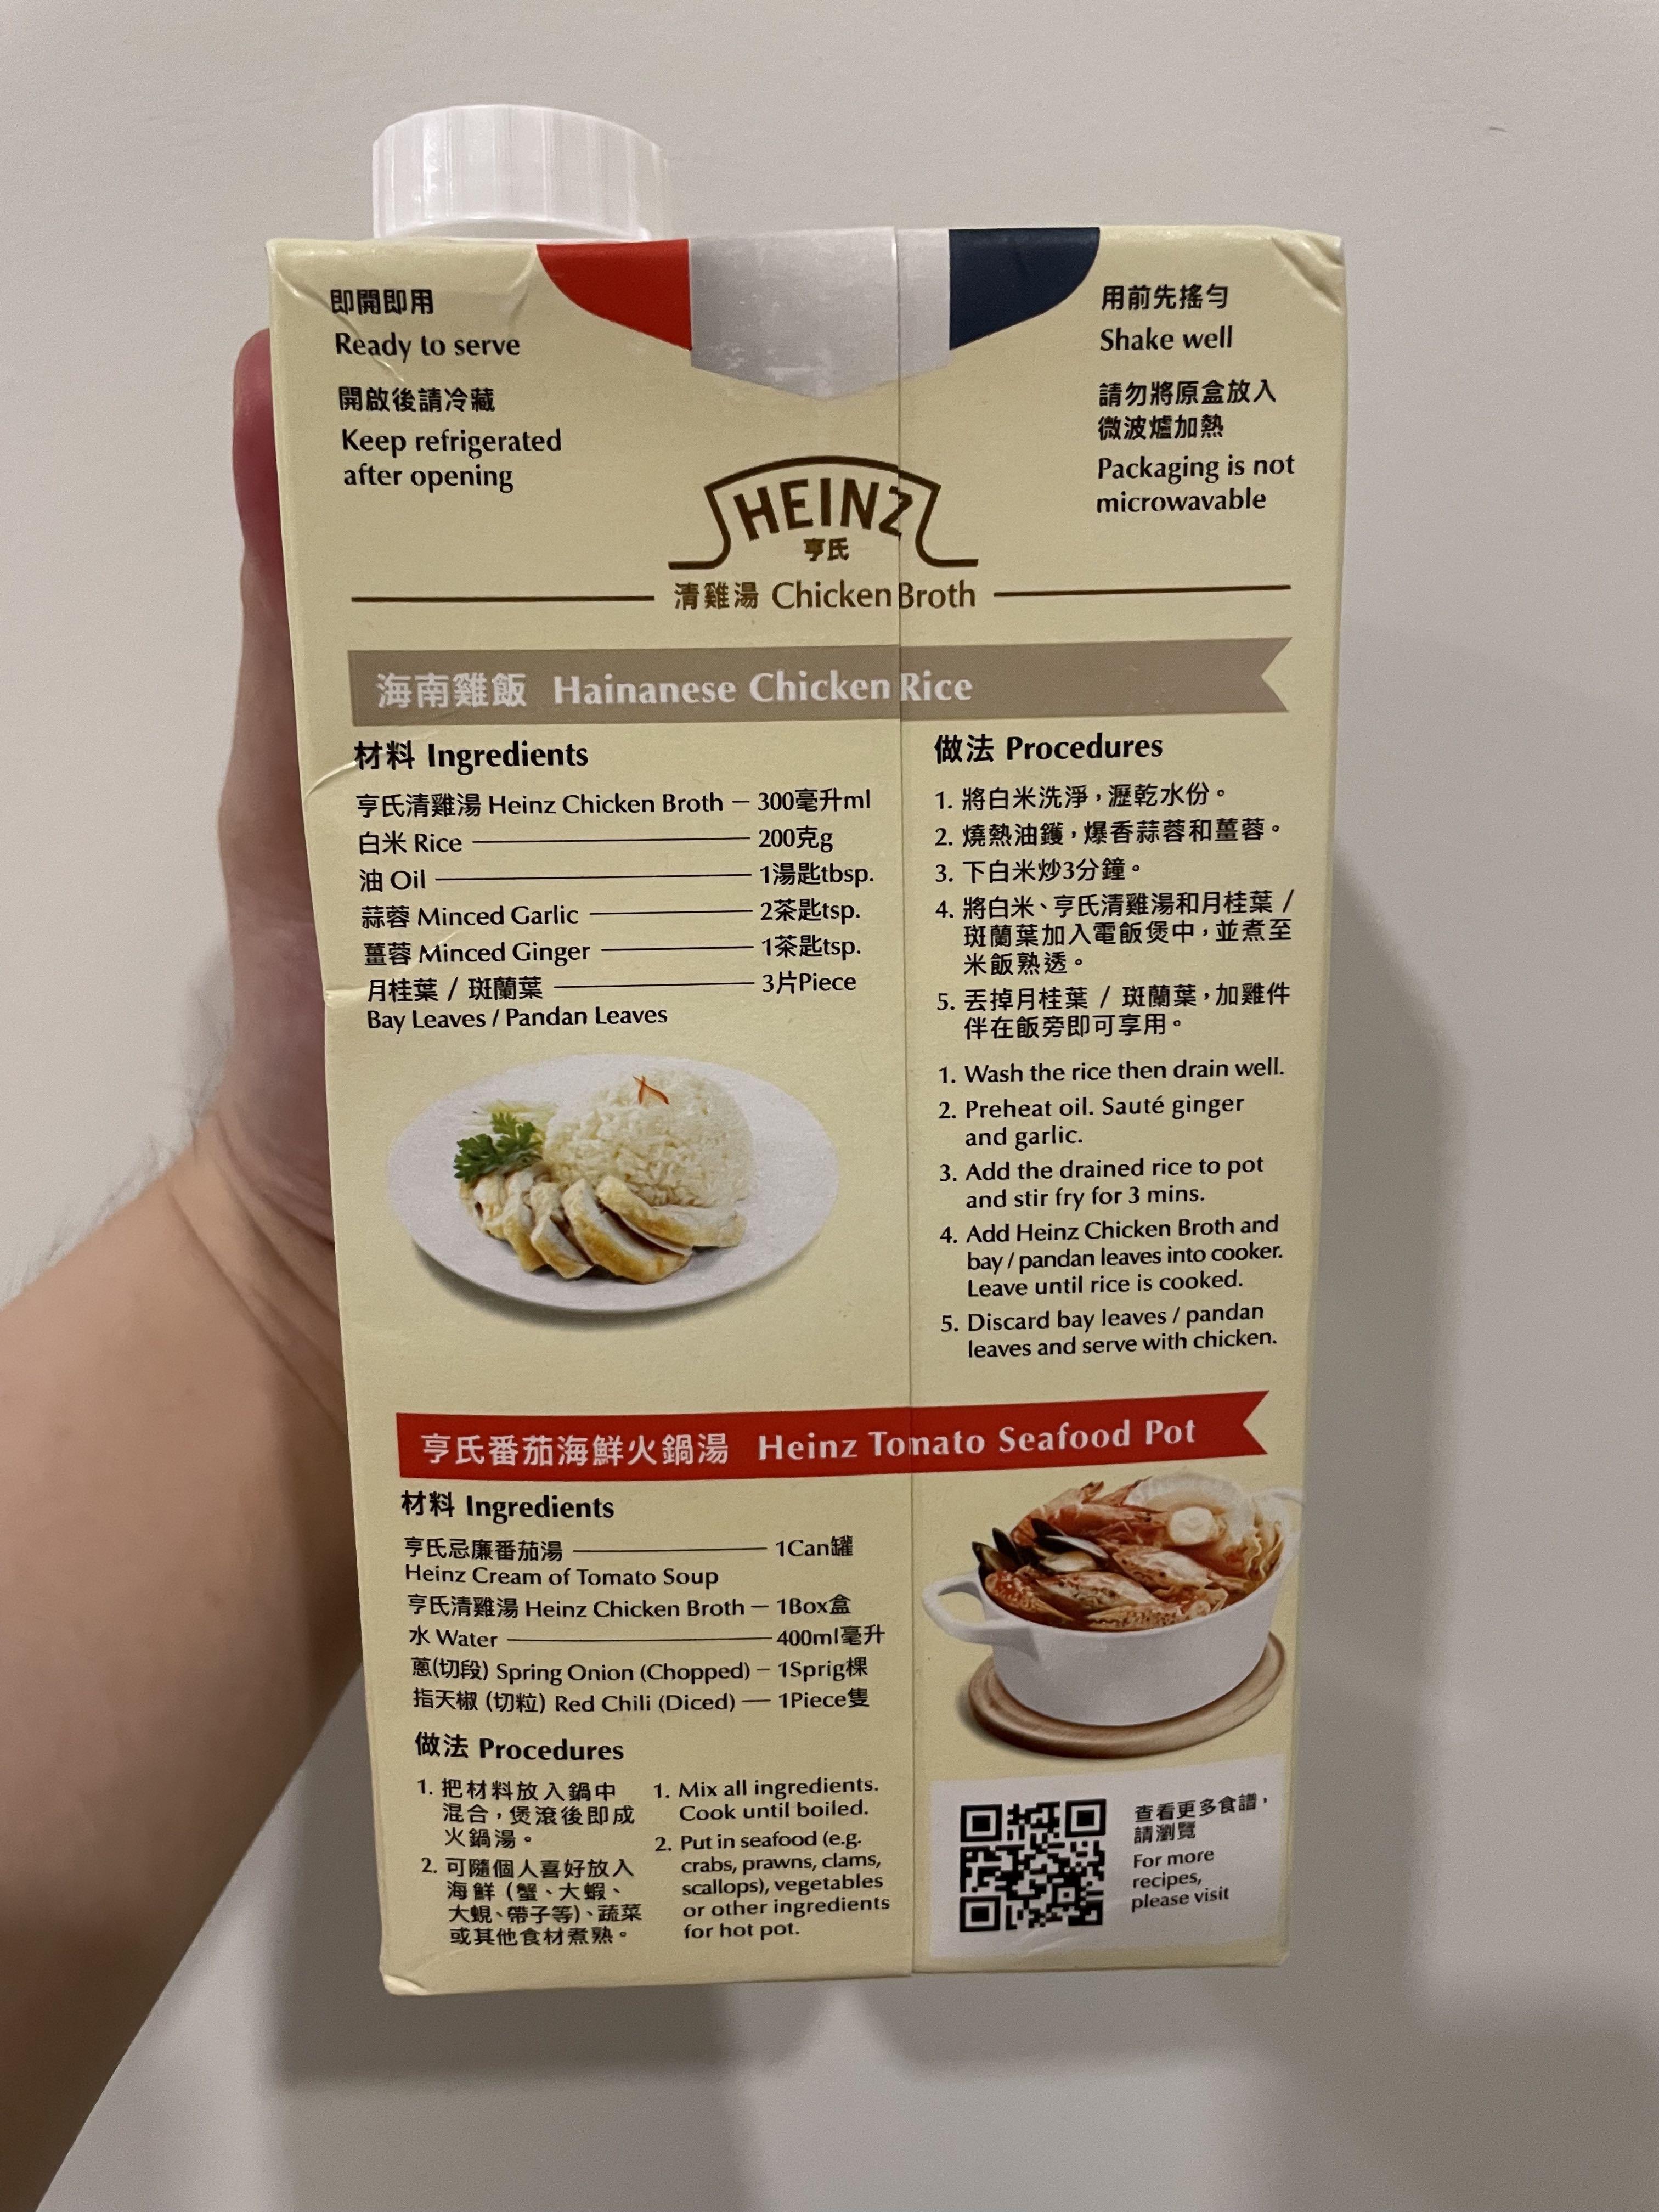 即開即用
Ready to serve
開啟後請冷藏
Keep refrigerated
after opening
用前先搖勻
Shake well
請勿將原盒放入
微波爐加熱
Packaging is not
microwavable
HEINZ
亨氏
清雞湯 Chicken Broth
海南雞飯 Hainanese Chicken Rice
材料 Ingredients
亨氏清雞湯 Heinz Chicken Broth – 300毫升ml
白米 Rice 200克g
油 Oil 1湯匙tbsp.
蒜蓉 Minced Garlic 2茶匙tsp.
薑蓉 Minced Ginger 1茶匙tsp.
月桂葉 / 斑蘭葉 3片Piece
Bay Leaves / Pandan Leaves
做法 Procedures
1. 將白米洗淨，瀝乾水份。
2. 燒熱油鑊，爆香蒜蓉和薑蓉。
3. 下白米炒3分鐘。
4. 將白米、亨氏清雞湯和月桂葉 /
斑蘭葉加入電飯煲中，並煮至
米飯熟透。
5. 丟掉月桂葉 / 斑蘭葉，加雞件
伴在飯旁即可享用。
1. Wash the rice then drain well.
2. Preheat oil. Sauté ginger
and garlic.
3. Add the drained rice to pot
and stir fry for 3 mins.
4. Add Heinz Chicken Broth and
bay / pandan leaves into cooker.
Leave until rice is cooked.
5. Discard bay leaves / pandan
leaves and serve with chicken.
亨氏番茄海鮮火鍋湯 Heinz Tomato Seafood Pot
材料 Ingredients
亨氏忌廉番茄湯 1Can罐
Heinz Cream of Tomato Soup
亨氏清雞湯 Heinz Chicken Broth – 1Box盒
水 Water 400ml毫升
蔥(切段) Spring Onion (Chopped) – 1Sprig棵
指天椒 (切粒) Red Chili (Diced) — 1Piece隻
做法 Procedures
1. 把材料放入鍋中
混合，煲滾後即成
火鍋湯。
2. 可隨個人喜好放入
海鮮 (蟹、大蝦、
大蜆、帶子等)、蔬菜
或其他食材煮熟。
1. Mix all ingredients.
Cook until boiled.
2. Put in seafood (e.g.
crabs, prawns, clams,
scallops), vegetables
or other ingredients
for hot pot.
查看更多食譜，
請瀏覽
For more
recipes,
please visit